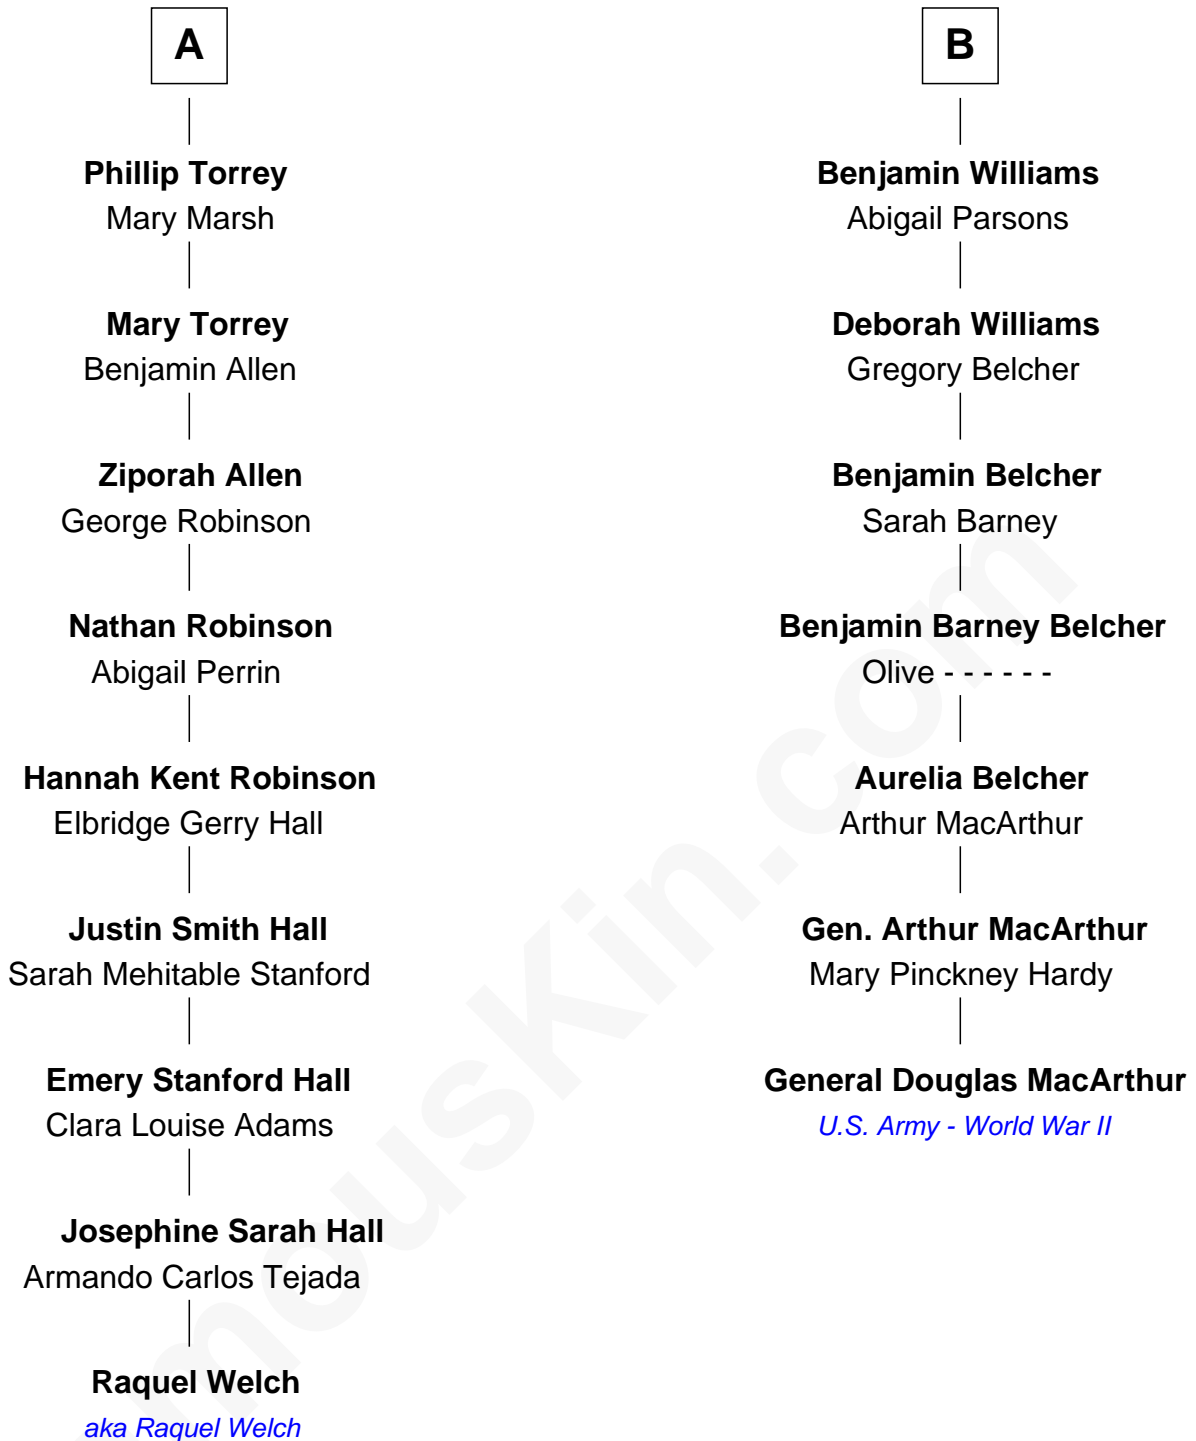 A
Phillip Torrey
Mary Marsh
Mary Torrey
Benjamin Allen
Ziporah Allen
George Robinson
Nathan Robinson
Abigail Perrin
Hannah Kent Robinson
Elbridge Gerry Hall
Justin Smith Hall
Sarah Mehitable Stanford
Emery Stanford Hall
Clara Louise Adams
Josephine Sarah Hall
Armando Carlos Tejada
Raquel Welch
aka Raquel Welch
B
Benjamin Williams
Abigail Parsons
Deborah Williams
Gregory Belcher
Benjamin Belcher
Sarah Barney
Benjamin Barney Belcher
Olive - - - - - -
Aurelia Belcher
Arthur MacArthur
Gen. Arthur MacArthur
Mary Pinckney Hardy
General Douglas MacArthur
U.S. Army - World War II
mouskin.com